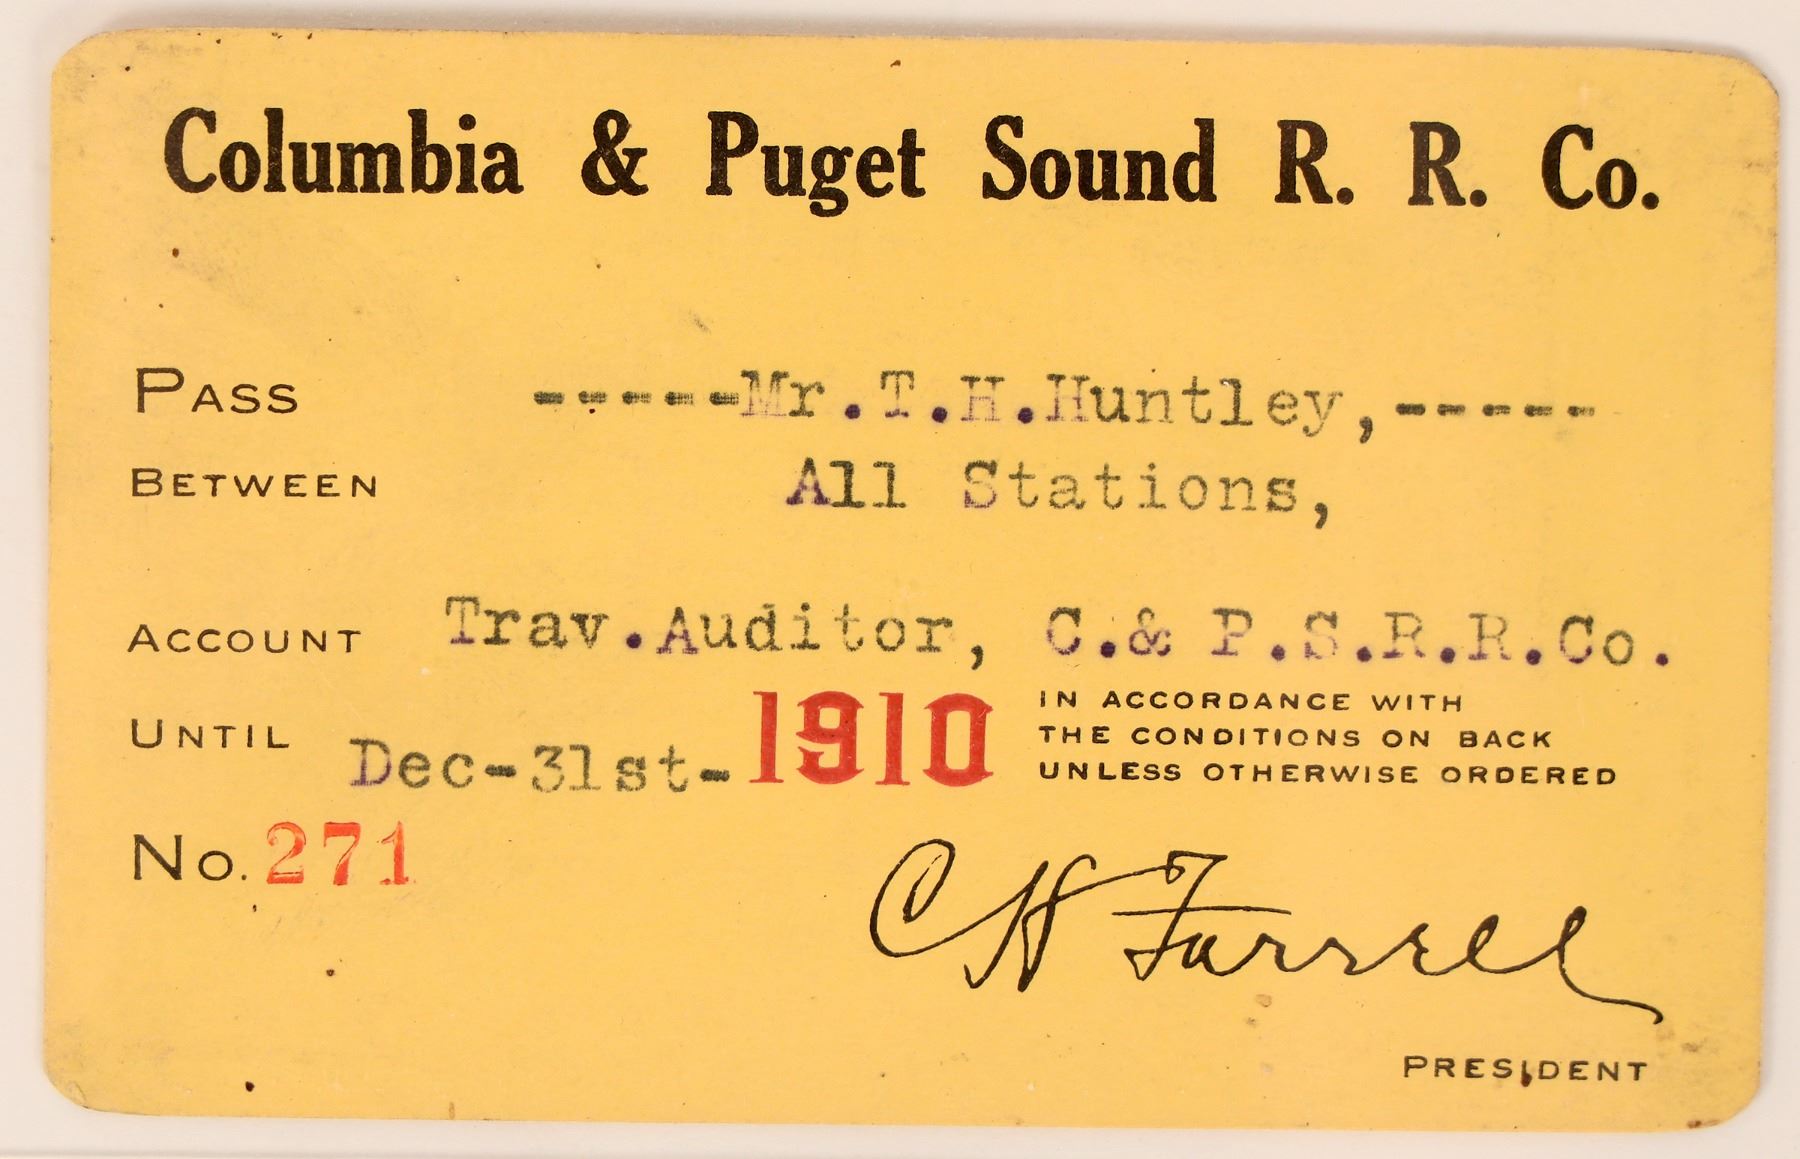 Columbia & Puget Sound R. R. Co.
PASS -----Mr.T.H.Huntley,-----
BETWEEN All Stations,
ACCOUNT Trav.Auditor, C.& P.S.R.R.Co.
UNTIL Dec-31st- 1910 IN ACCORDANCE WITH
THE CONDITIONS ON BACK
UNLESS OTHERWISE ORDERED
No. 271
C H Farrell
PRESIDENT